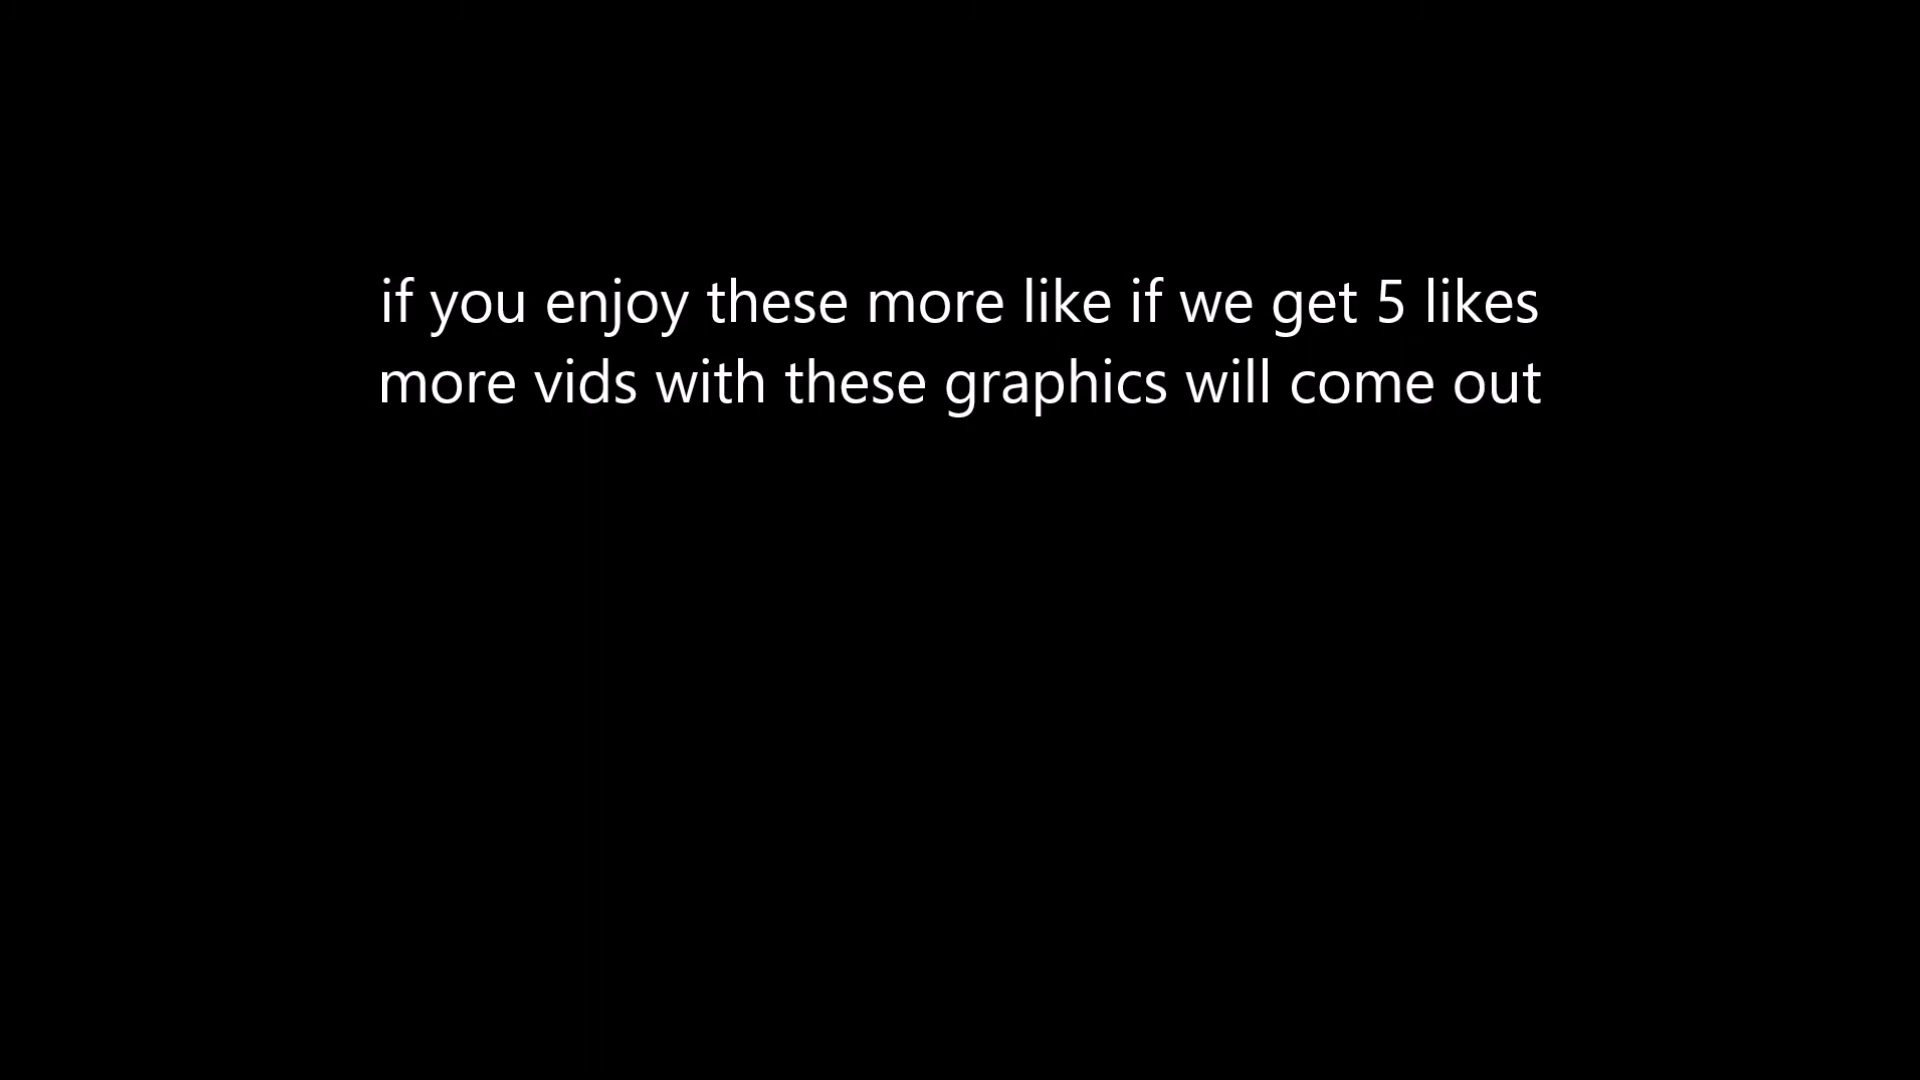 if you enjoy these more like if we get 5 likes
more vids with these graphics will come out